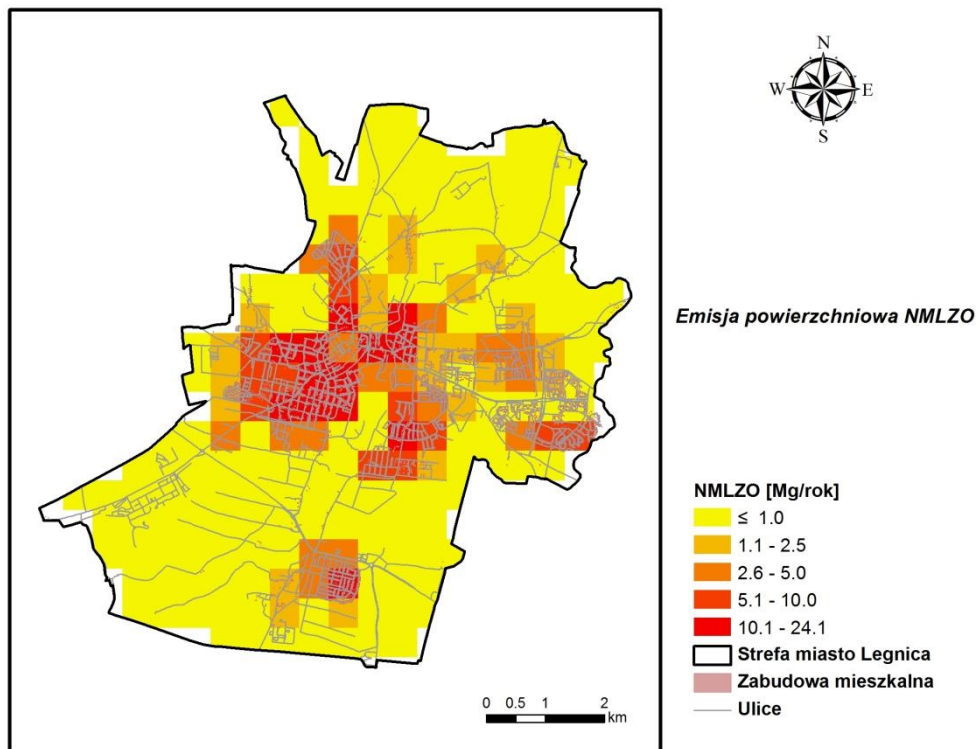 N
W E
S
Emisja powierzchniowa NMLZO
NMLZO [Mg/rok]
≤ 1.0
1.1 - 2.5
2.6 - 5.0
5.1 - 10.0
10.1 - 24.1
Strefa miasto Legnica
Zabudowa mieszkalna
Ulice
0 0.5 1 2
km